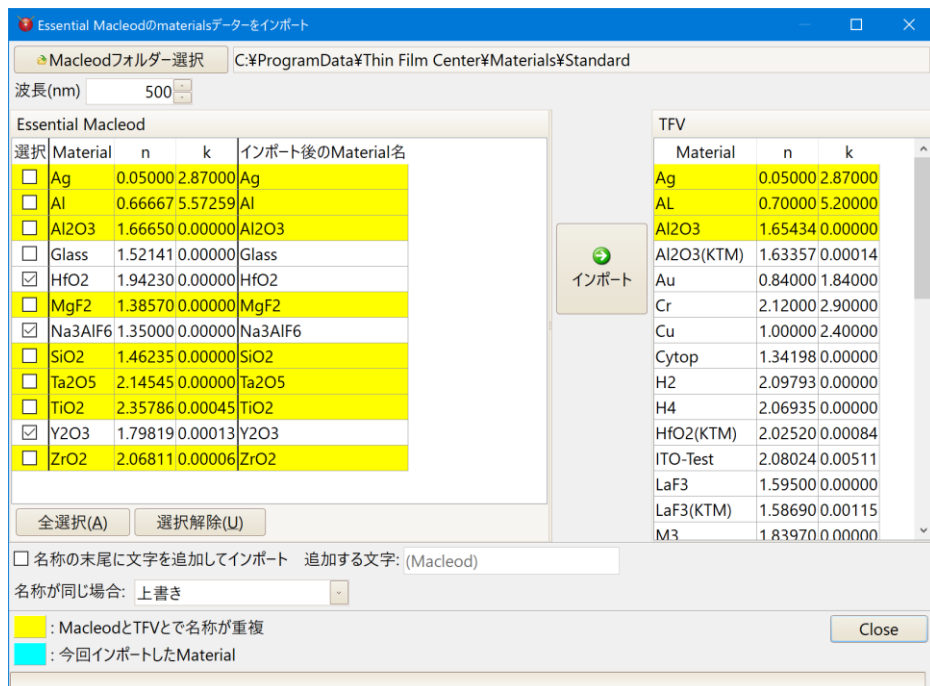 Essential Macleodのmaterialsデーターをインポート
Macleodフォルダー選択 C:¥ProgramData¥Thin Film Center¥Materials¥Standard
波長(nm) 500
Essential Macleod
選択 Material n k インポート後のMaterial名
Ag 0.05000 2.87000 Ag
Al 0.66667 5.57259 Al
Al2O3 1.66650 0.00000 Al2O3
Glass 1.52141 0.00000 Glass
HfO2 1.94230 0.00000 HfO2
MgF2 1.38570 0.00000 MgF2
Na3AlF6 1.35000 0.00000 Na3AlF6
SiO2 1.46235 0.00000 SiO2
Ta2O5 2.14545 0.00000 Ta2O5
TiO2 2.35786 0.00045 TiO2
Y2O3 1.79819 0.00013 Y2O3
ZrO2 2.06811 0.00006 ZrO2
全選択(A) 選択解除(U)
インポート
TFV
Material n k
Ag 0.05000 2.87000
AL 0.70000 5.20000
Al2O3 1.65434 0.00000
Al2O3(KTM) 1.63357 0.00014
Au 0.84000 1.84000
Cr 2.12000 2.90000
Cu 1.00000 2.40000
Cytop 1.34198 0.00000
H2 2.09793 0.00000
H4 2.06935 0.00000
HfO2(KTM) 2.02520 0.00084
ITO-Test 2.08024 0.00511
LaF3 1.59500 0.00000
LaF3(KTM) 1.58690 0.00115
M3 1.83970 0.00000
名称の末尾に文字を追加してインポート 追加する文字: (Macleod)
名称が同じ場合: 上書き
: MacleodとTFVとで名称が重複
: 今回インポートしたMaterial
Close